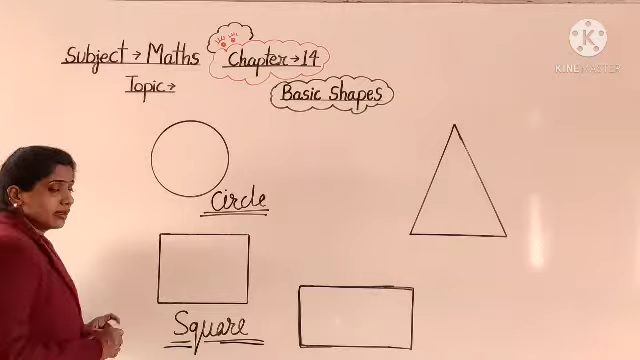 Subject → Maths
Chapter → 14
Topic →
Basic Shapes
Circle
Square
KINEMASTER